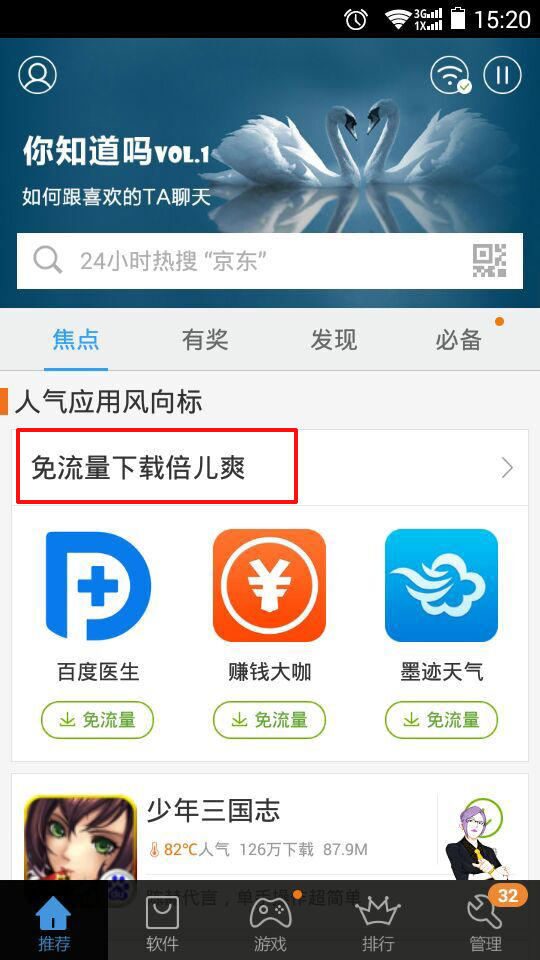 3G
1X
15:20
你知道吗VOL.1
如何跟喜欢的TA聊天
24小时热搜 “京东”
焦点
有奖
发现
必备
人气应用风向标
免流量下载倍儿爽
百度医生
赚钱大咖
墨迹天气
免流量
免流量
免流量
少年三国志
82℃人气 126万下载 87.9M
陈赫代言，单手操作超简单
32
推荐
软件
游戏
排行
管理